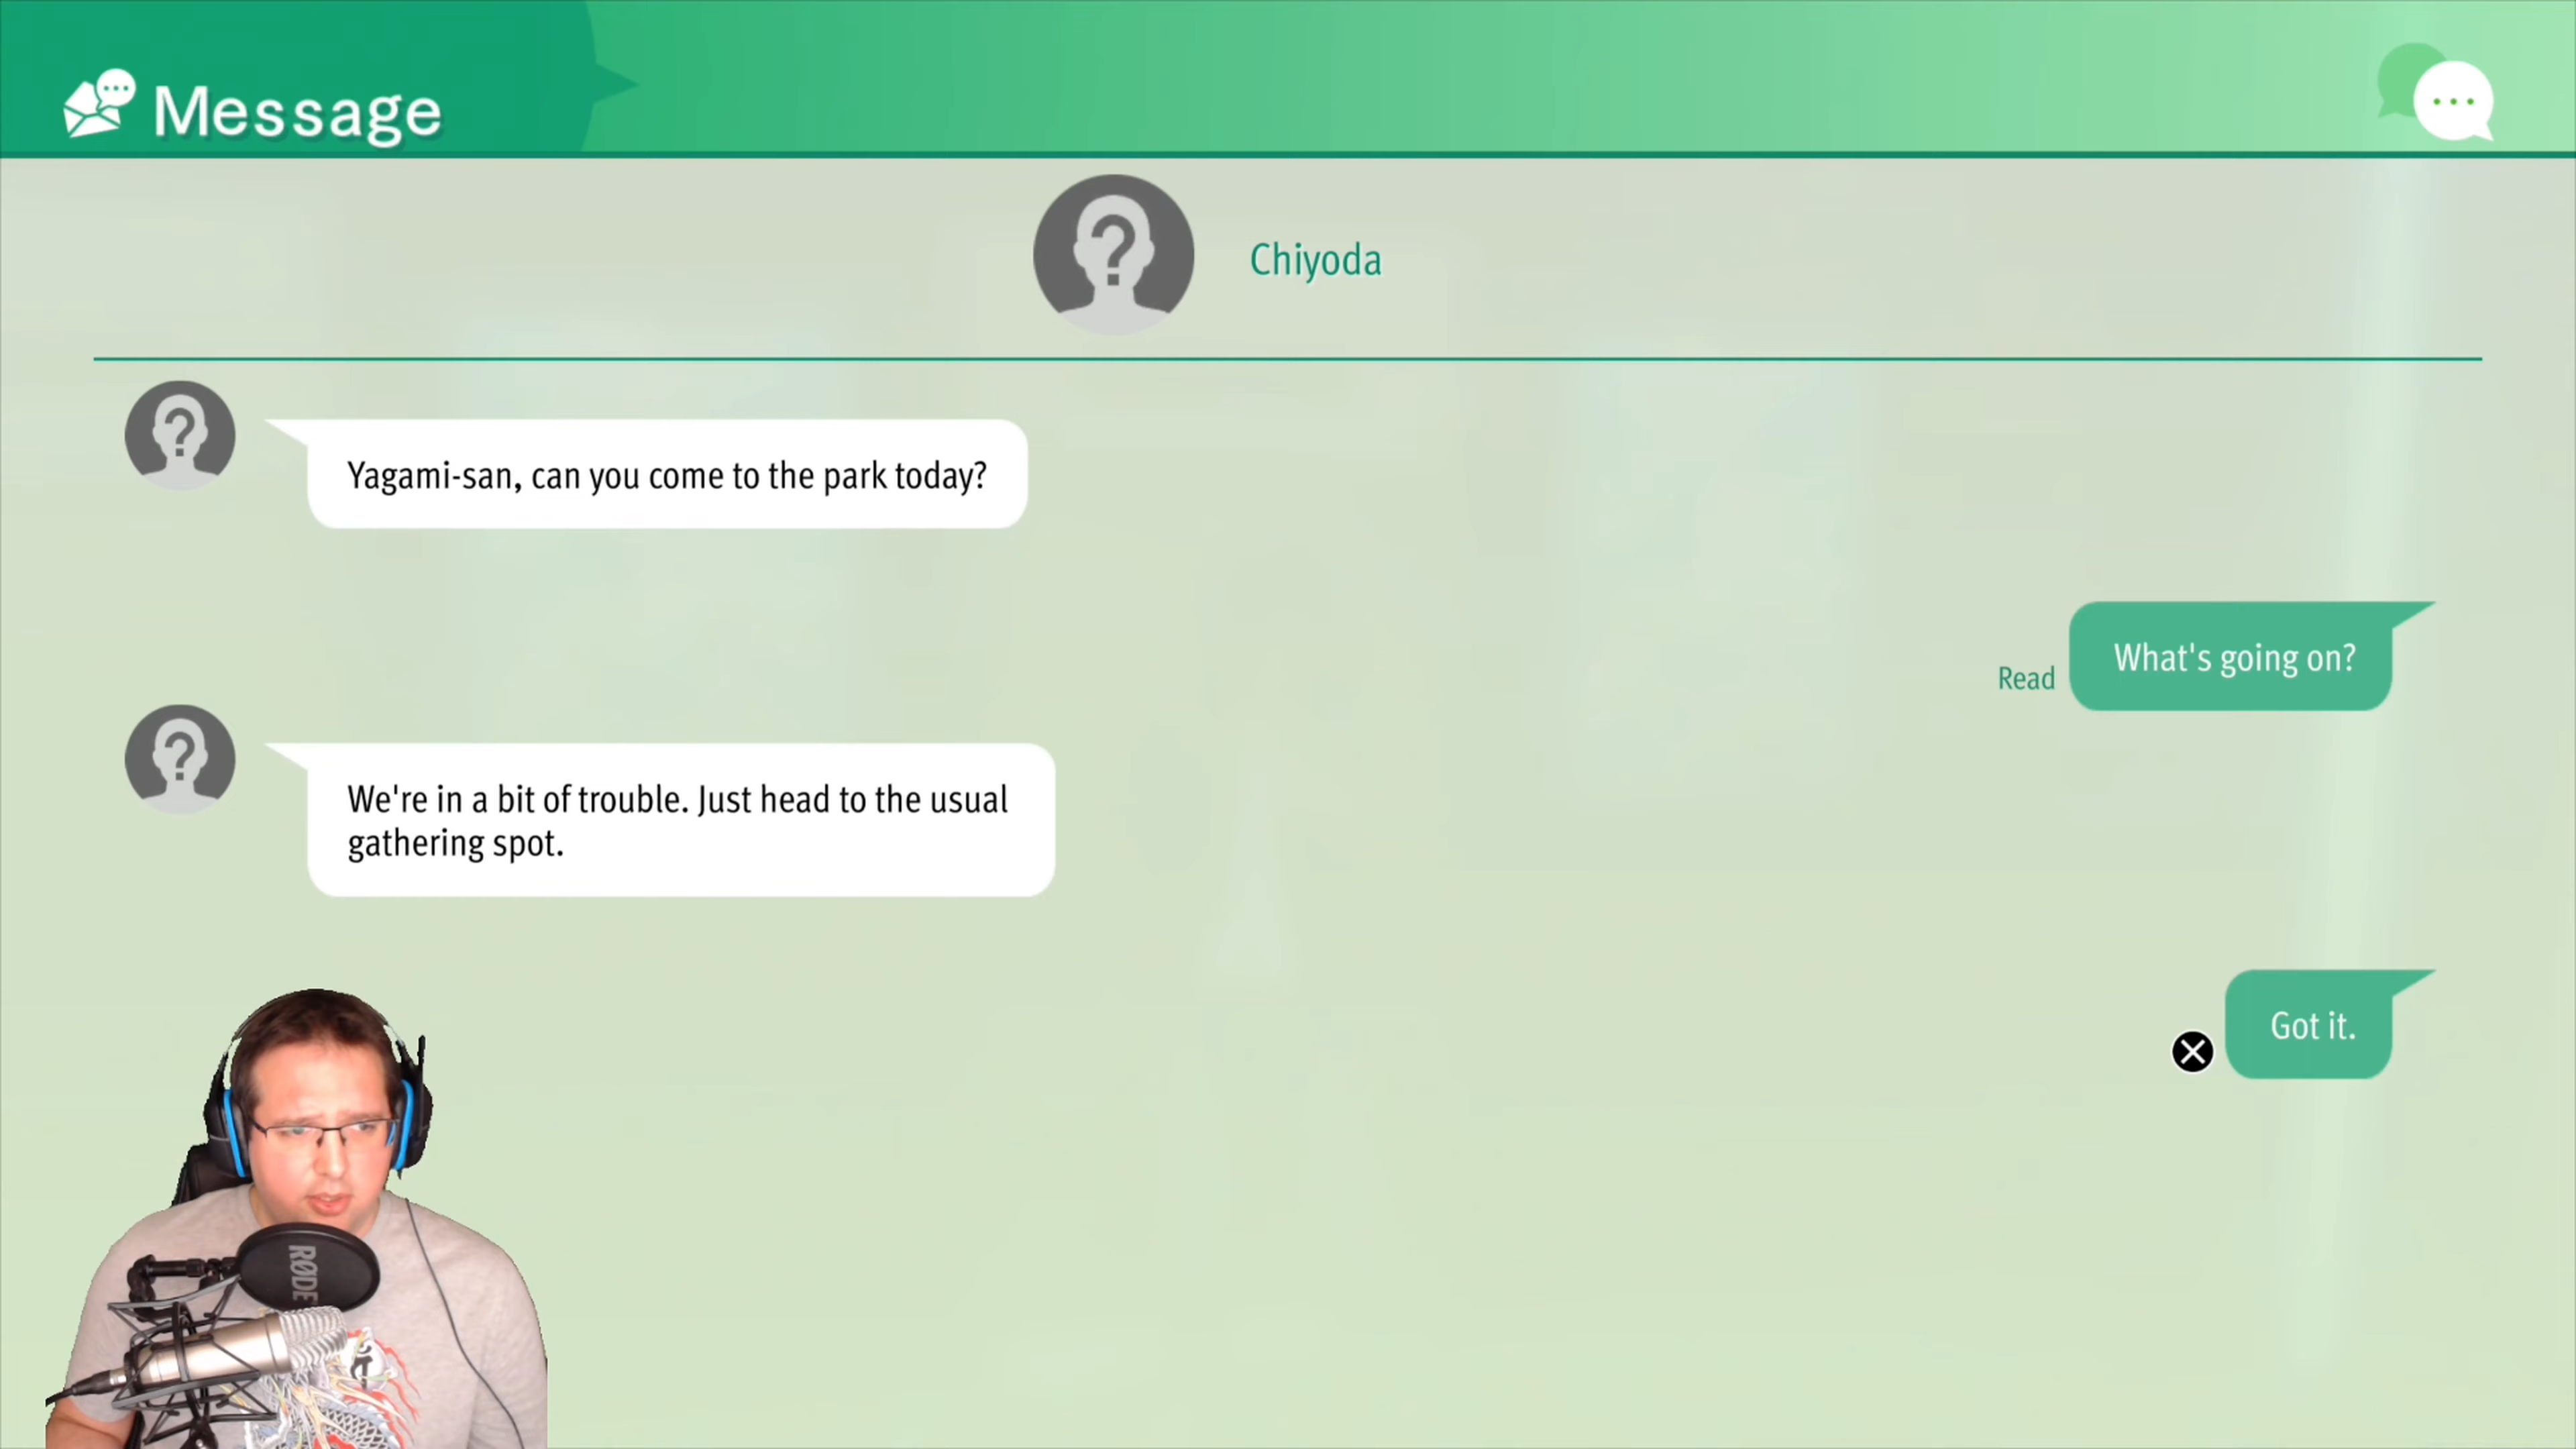 Message
Chiyoda
Yagami-san, can you come to the park today?
What's going on?
Read
We're in a bit of trouble. Just head to the usual
gathering spot.
Got it.
RØDE